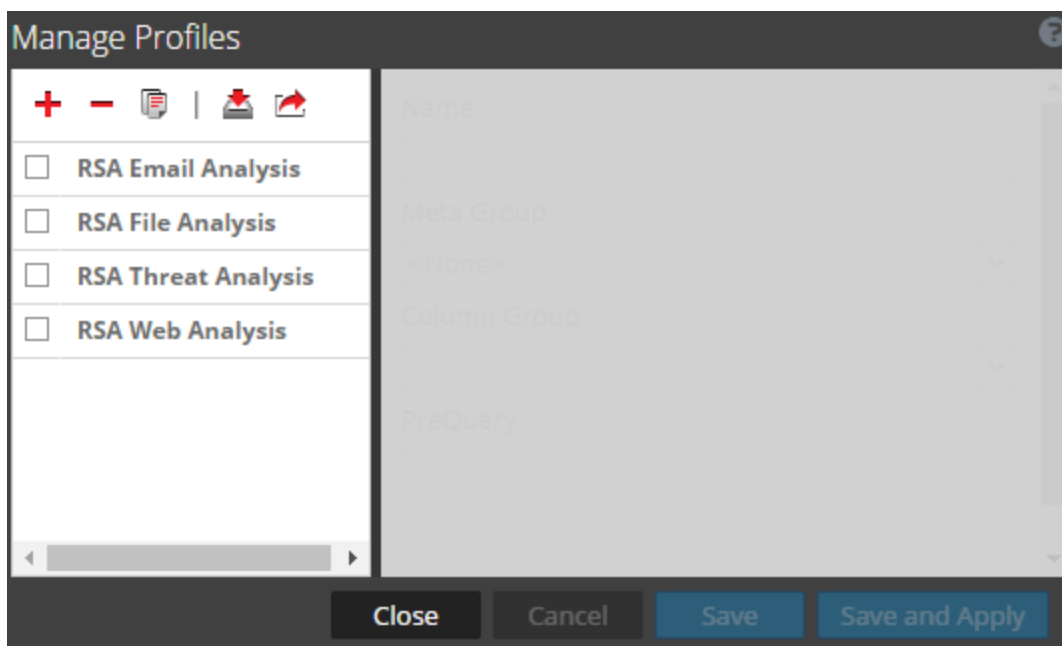 Manage Profiles
RSA Email Analysis
RSA File Analysis
RSA Threat Analysis
RSA Web Analysis
Name
Meta Group
<None>
Column Group
PreQuery
Close
Cancel
Save
Save and Apply